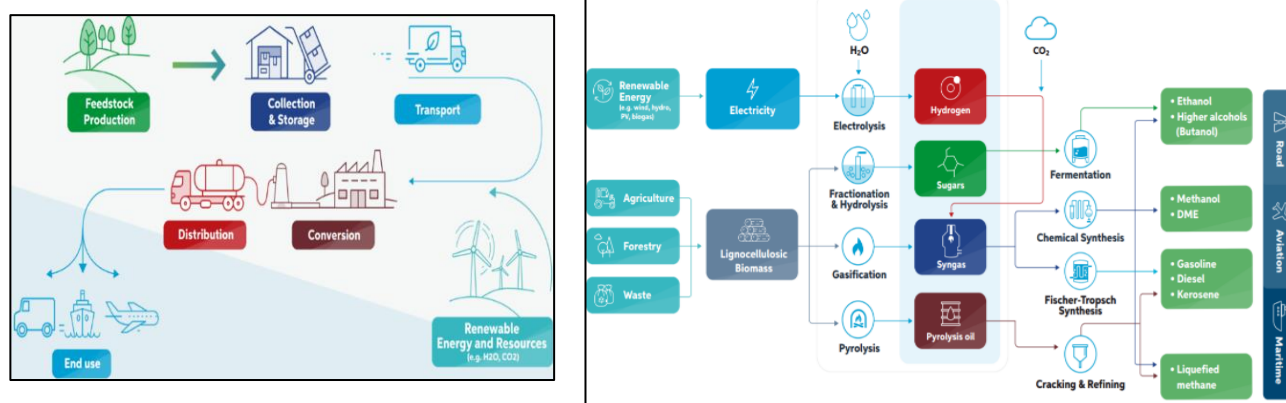 Feedstock
Production
Collection
& Storage
Transport
Distribution
Conversion
End use
Renewable
Energy and Resources
(e.g. H2O, CO2)
H₂O
CO₂
Renewable
Energy
(e.g. wind, hydro,
PV, biogas)
Electricity
Electrolysis
Hydrogen
• Ethanol
• Higher alcohols
(Butanol)
Fractionation
& Hydrolysis
Sugars
Fermentation
Agriculture
Forestry
Waste
Lignocellulosic
Biomass
Gasification
Syngas
Chemical Synthesis
• Methanol
• DME
Fischer-Tropsch
Synthesis
• Gasoline
• Diesel
• Kerosene
Pyrolysis
Pyrolysis oil
Cracking & Refining
• Liquefied
methane
Road
Aviation
Maritime